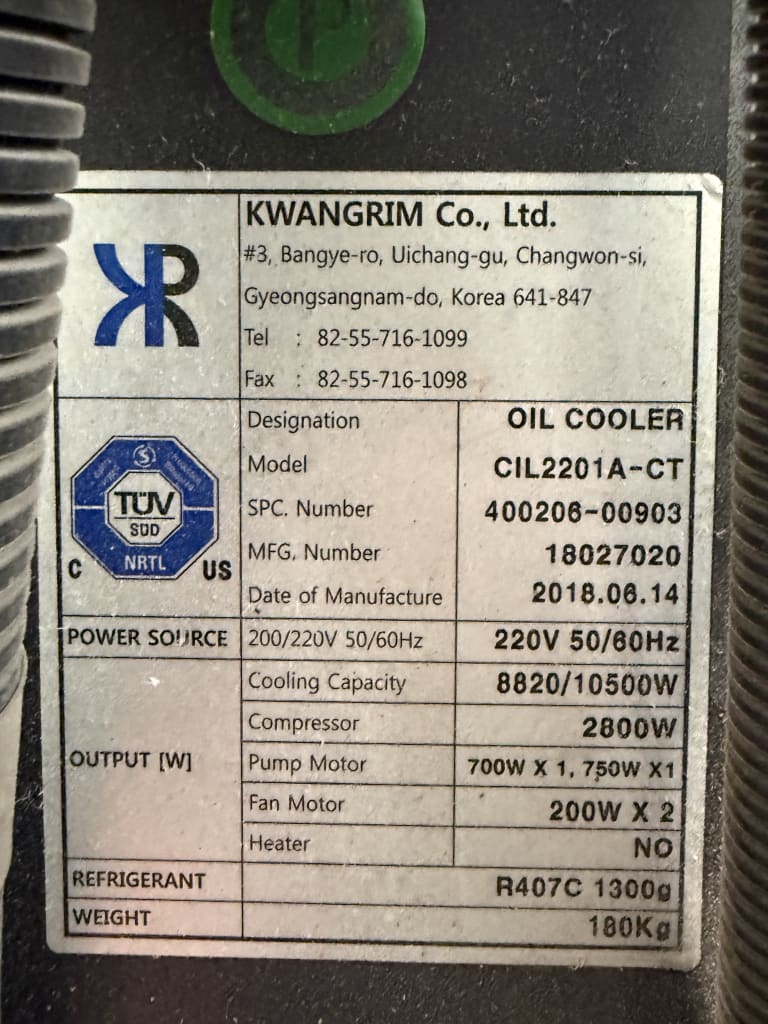 KWANGRIM Co., Ltd.
#3, Bangye-ro, Uichang-gu, Changwon-si,
Gyeongsangnam-do, Korea 641-847
Tel : 82-55-716-1099
Fax : 82-55-716-1098
KR
Designation OIL COOLER
Model CIL2201A-CT
SPC. Number 400206-00903
MFG. Number 18027020
Date of Manufacture 2018.06.14
TÜV
SÜD
NRTL
C US
POWER SOURCE 200/220V 50/60Hz 220V 50/60Hz
OUTPUT [W]
Cooling Capacity 8820/10500W
Compressor 2800W
Pump Motor 700W X 1, 750W X1
Fan Motor 200W X 2
Heater NO
REFRIGERANT R407C 1300g
WEIGHT 180Kg